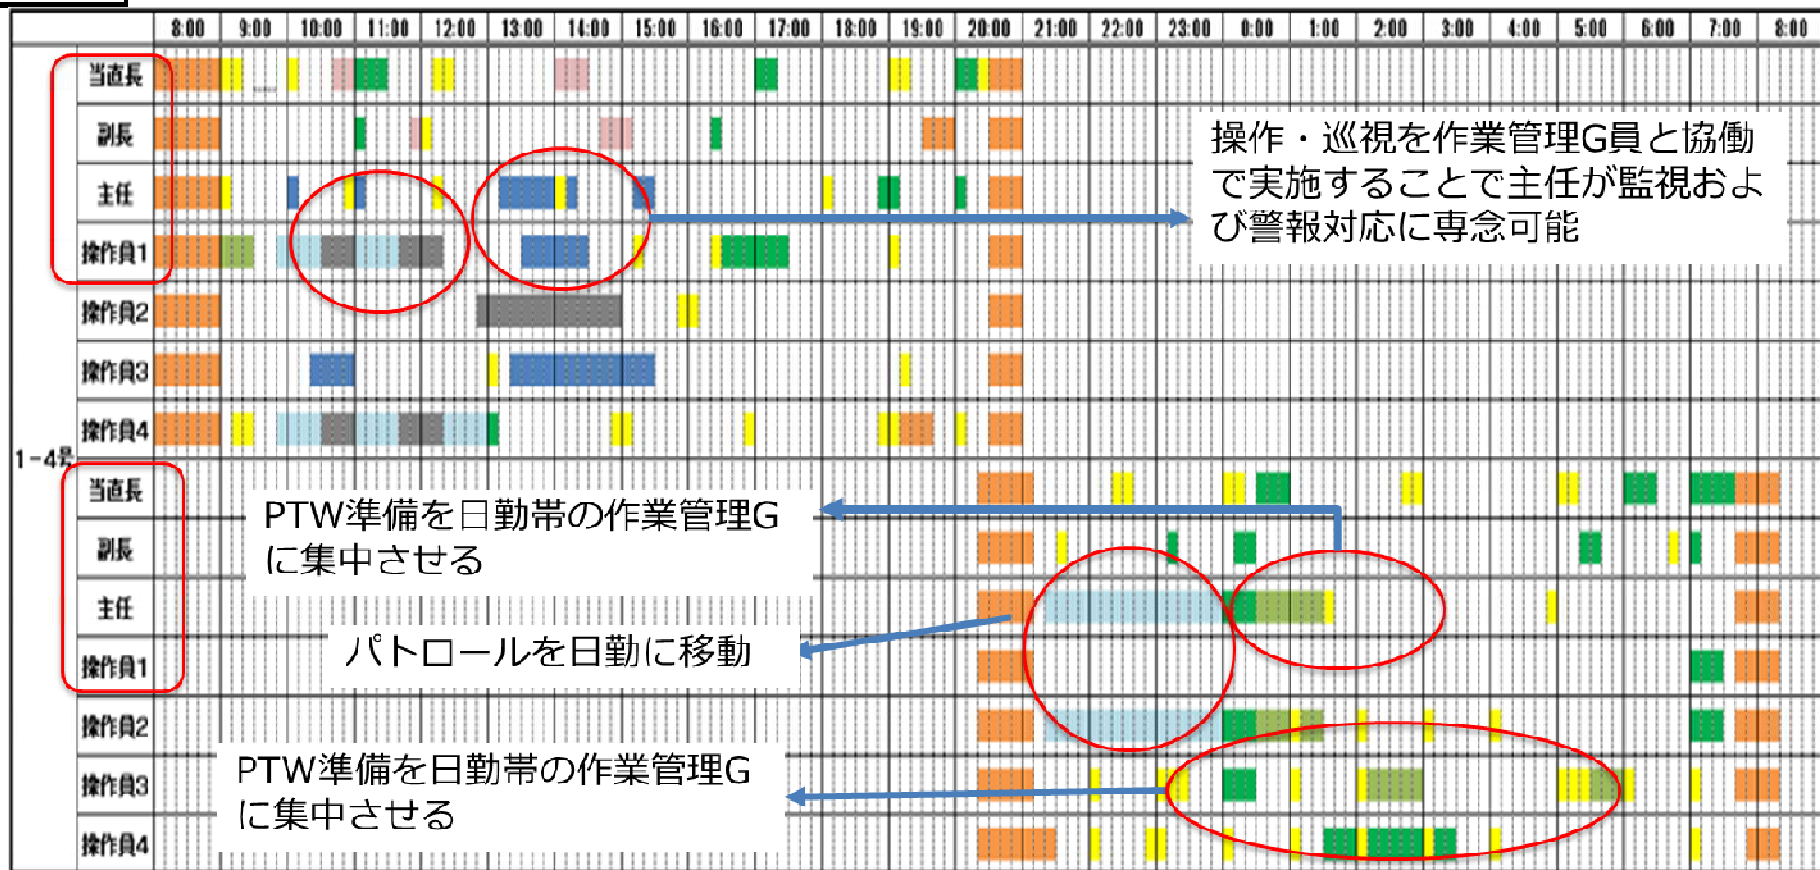 8:00 9:00 10:00 11:00 12:00 13:00 14:00 15:00 16:00 17:00 18:00 19:00 20:00 21:00 22:00 23:00 0:00 1:00 2:00 3:00 4:00 5:00 6:00 7:00 8:00
当直長
副長
主任
操作員1
操作員2
操作員3
操作員4
操作・巡視を作業管理G員と協働
で実施することで主任が監視およ
び警報対応に専念可能
1-4号
当直長
副長
主任
操作員1
操作員2
操作員3
操作員4
PTW準備を日勤帯の作業管理G
に集中させる
パトロールを日勤に移動
PTW準備を日勤帯の作業管理G
に集中させる